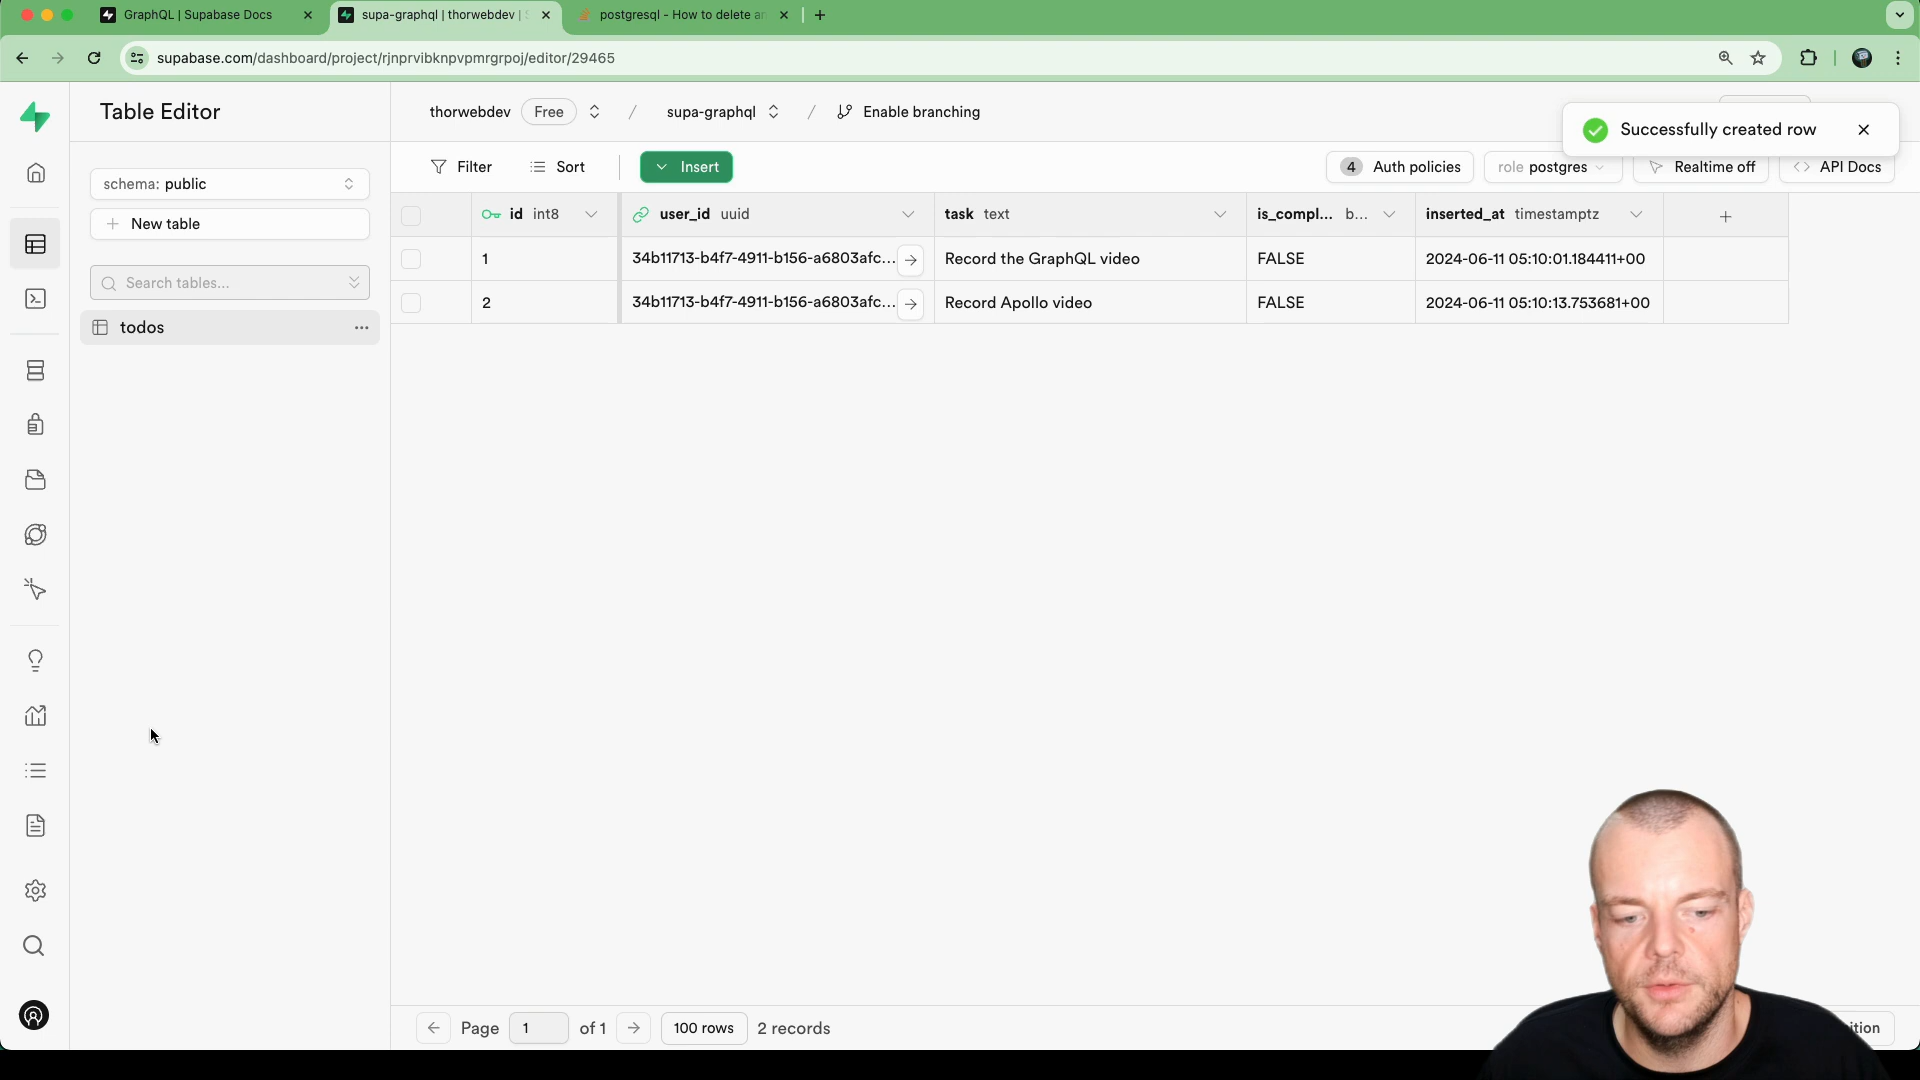 GraphQL | Supabase Docs
supa-graphql | thorwebdev |
postgresql - How to delete
supabase.com/dashboard/project/rjnprvibknpvpmrgrpoj/editor/29465
Table Editor
thorwebdev Free / supa-graphql / Enable branching
Successfully created row
schema: public
New table
Search tables...
todos
Filter Sort Insert 4 Auth policies role postgres Realtime off API Docs
id int8 user_id uuid task text is_compl... b... inserted_at timestamptz
1 34b11713-b4f7-4911-b156-a6803afc... Record the GraphQL video FALSE 2024-06-11 05:10:01.184411+00
2 34b11713-b4f7-4911-b156-a6803afc... Record Apollo video FALSE 2024-06-11 05:10:13.753681+00
Page 1 of 1 100 rows 2 records